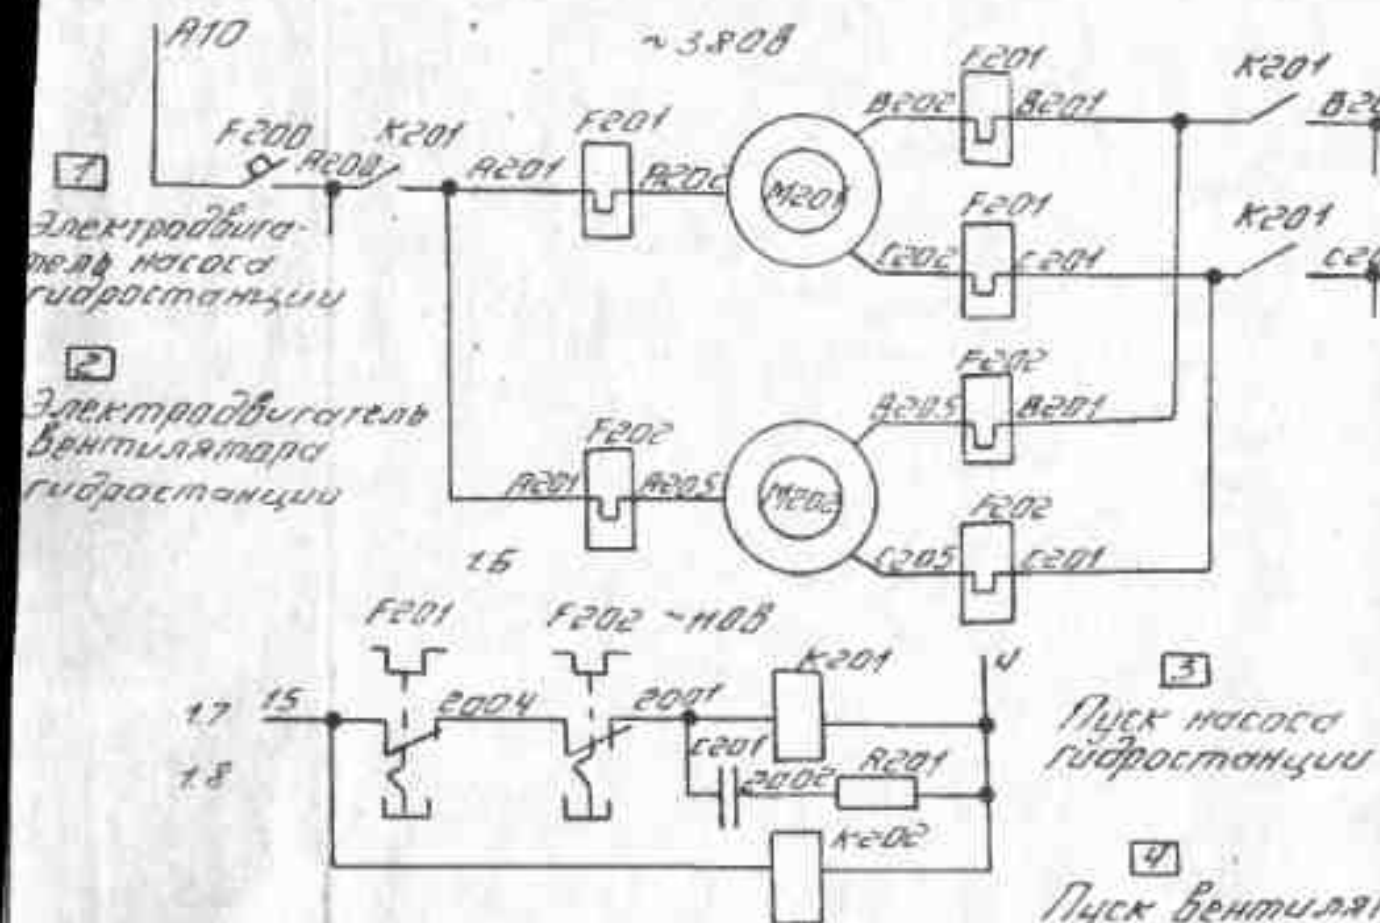 A10
~380В
F201
K201
F200
K201
F201
B202
B201
1
A200
A201
A202
M201
Электродвига-
тель насоса
гидростанции
F201
K201
C202
C201
2
Электродвигатель
вентилятора
гидростанции
F202
B205
B201
F202
A201
A205
M202
F202
C205
C201
1.6
F201
F202
~110В
K201
4
3
1.7
15
2004
2001
Пуск насоса
гидростанции
C201
2002
R201
1.8
K202
4
Пуск